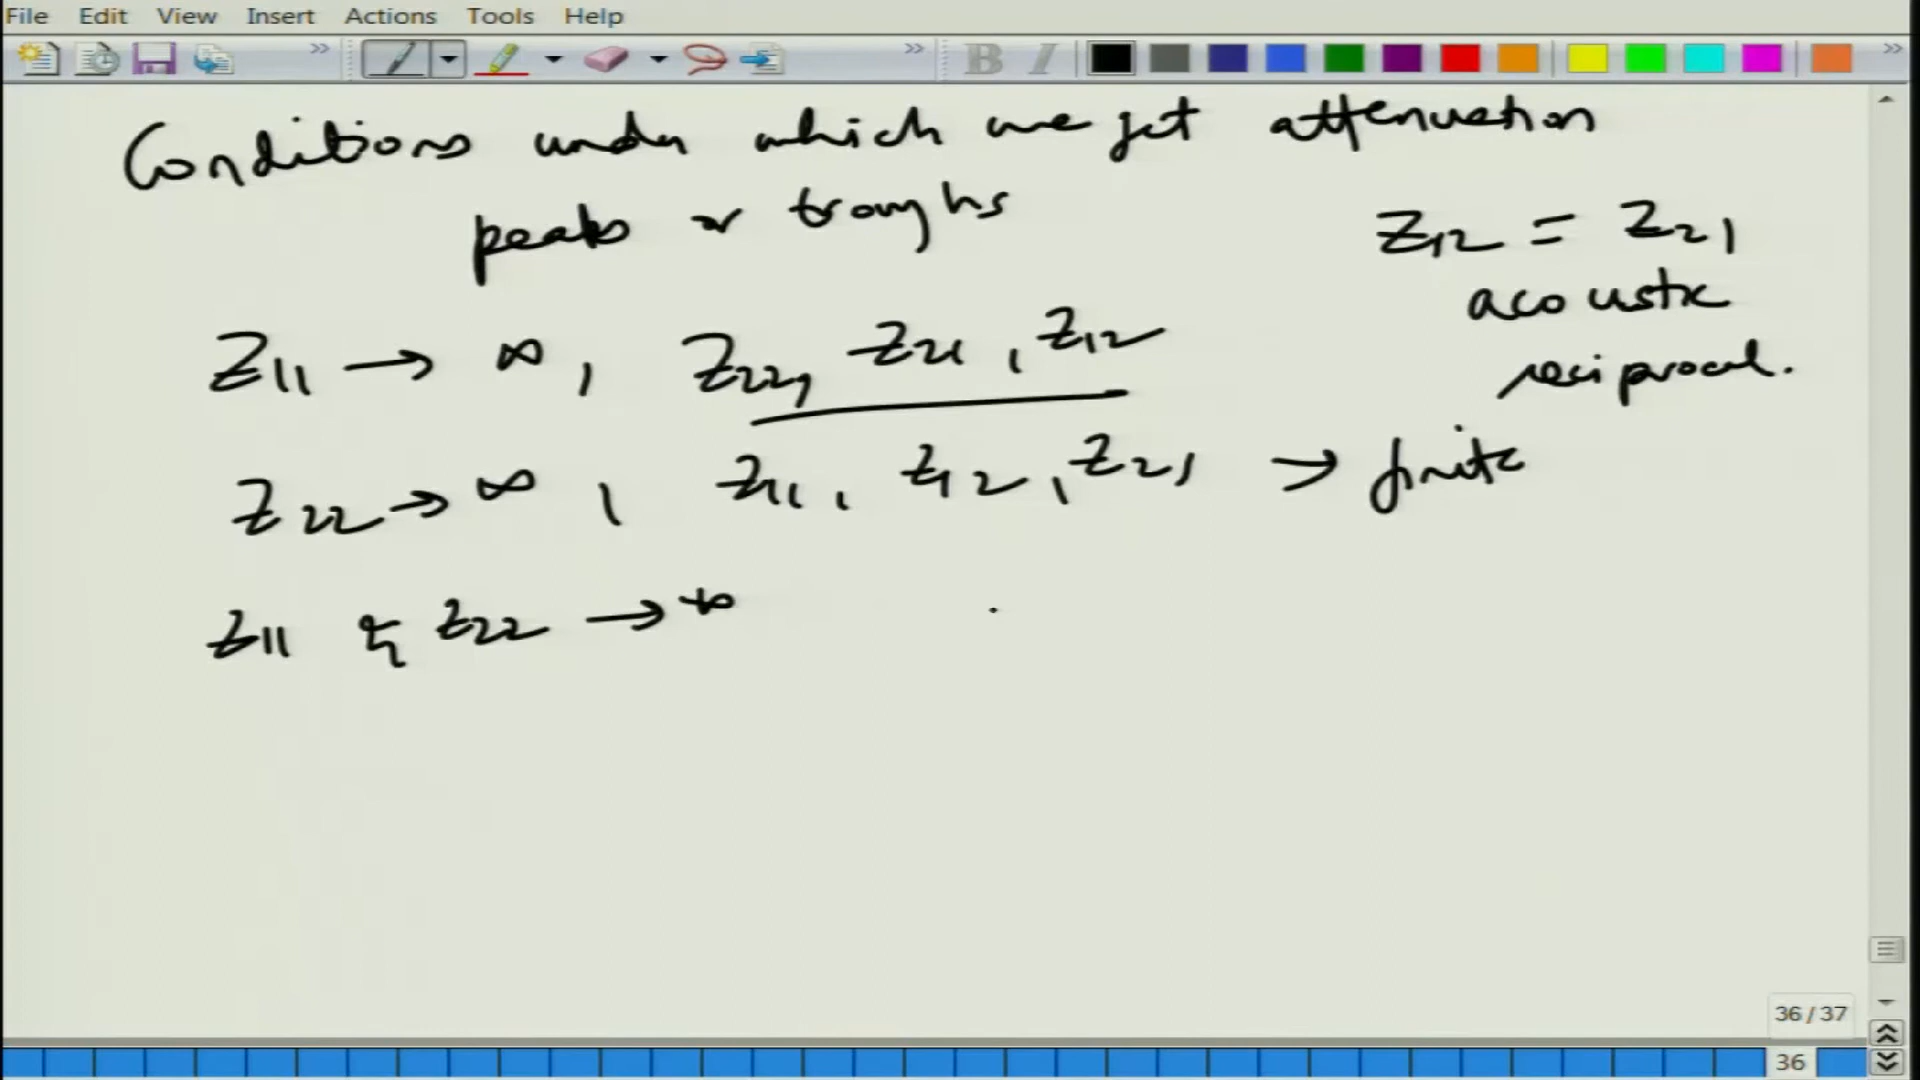 File Edit View Insert Actions Tools Help
B I
Conditions under which we get attenuation
peaks or troughs
Z12 = Z21
acoustic
reciprocal.
Z11 → ∞, Z22, Z21, Z12
Z22 → ∞, Z11, Z12, Z21 → finite
Z11 & Z22 → ∞
36 / 37
36